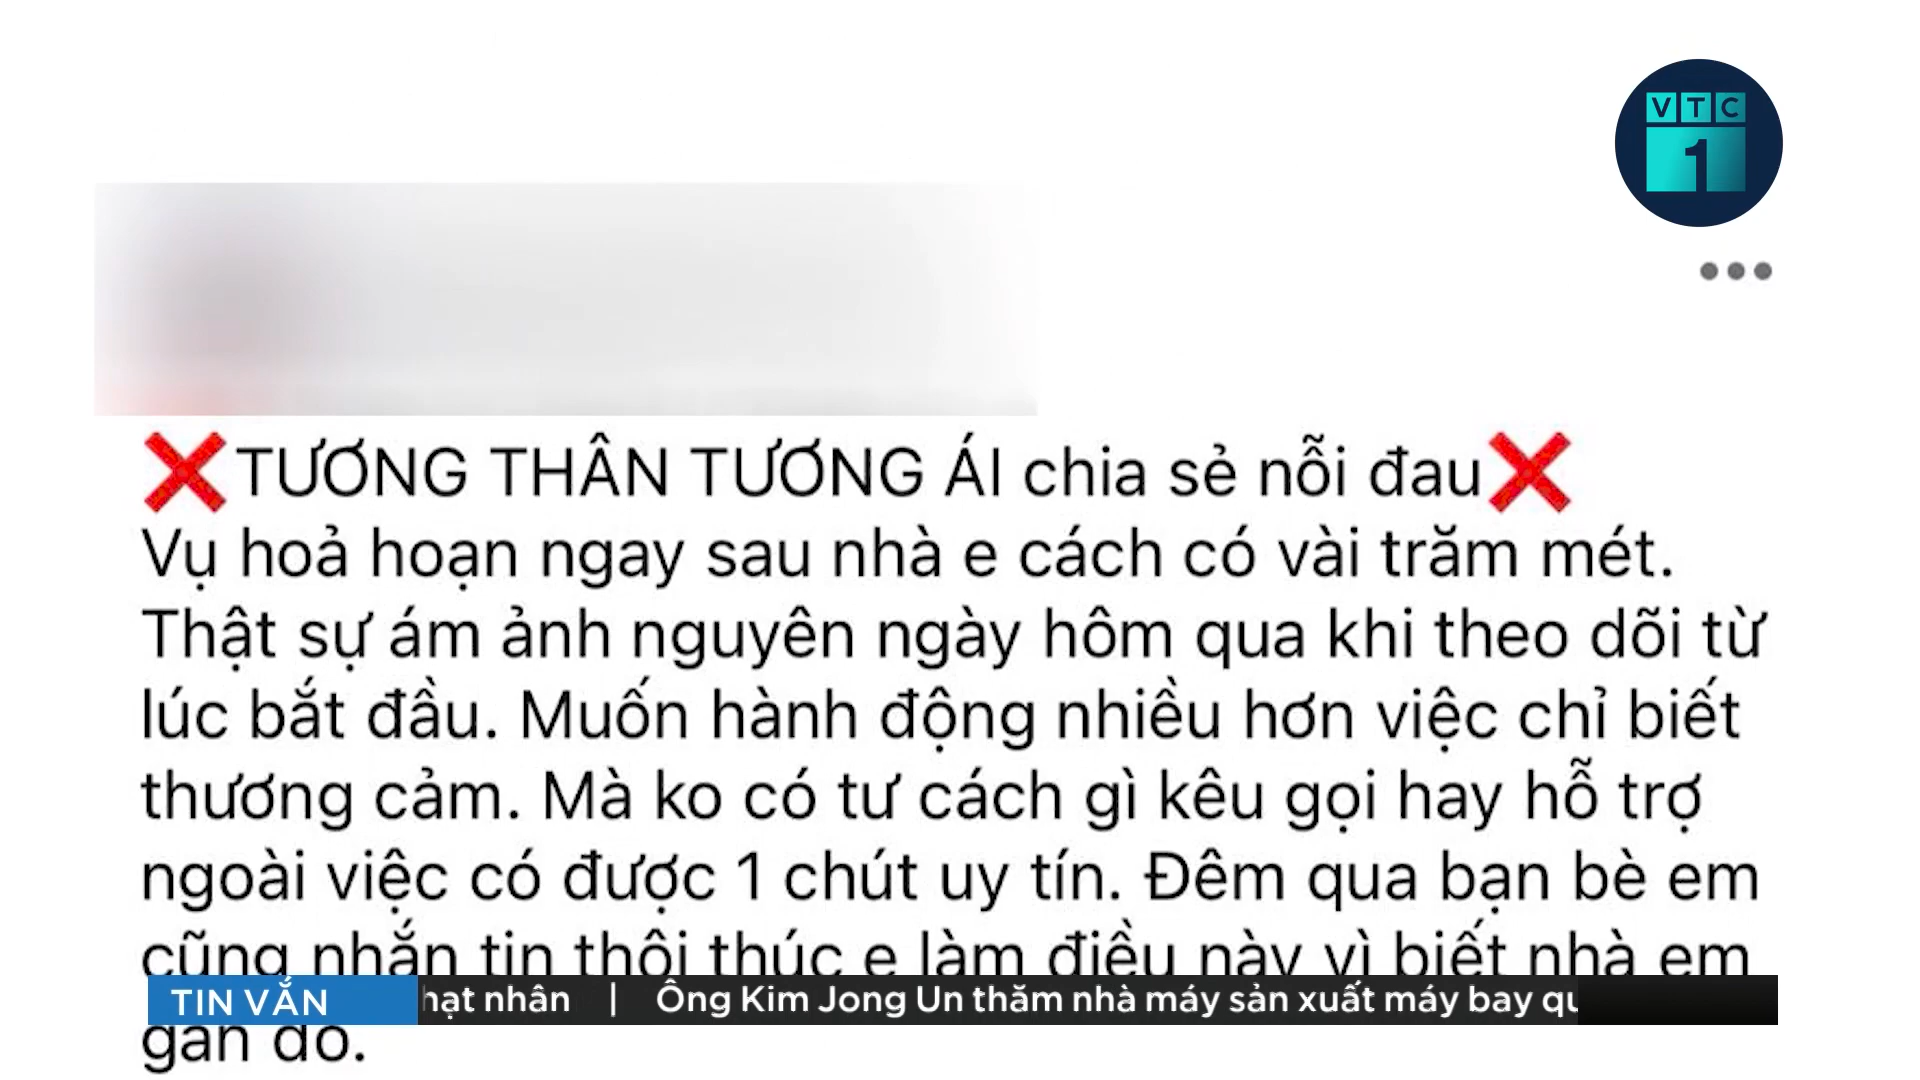 VTC
1
❌TƯƠNG THÂN TƯƠNG ÁI chia sẻ nỗi đau❌
Vụ hoả hoạn ngay sau nhà e cách có vài trăm mét.
Thật sự ám ảnh nguyên ngày hôm qua khi theo dõi từ
lúc bắt đầu. Muốn hành động nhiều hơn việc chỉ biết
thương cảm. Mà ko có tư cách gì kêu gọi hay hỗ trợ
ngoài việc có được 1 chút uy tín. Đêm qua bạn bè em
cũng nhắn tin thôi thúc e làm điều này vì biết nhà em
TIN VẮN hạt nhân | Ông Kim Jong Un thăm nhà máy sản xuất máy bay qu
gần đó.